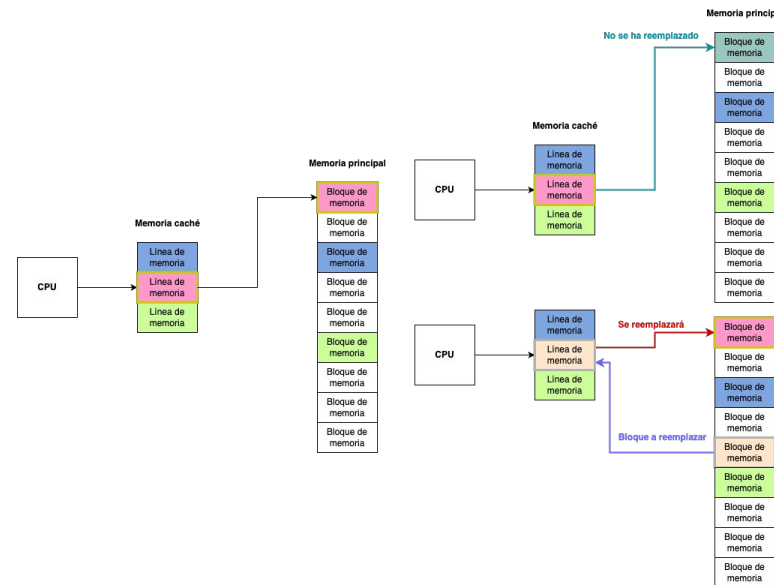 Memoria principal
Bloque de
memoria
Bloque de
memoria
Bloque de
memoria
Bloque de
memoria
Bloque de
memoria
Bloque de
memoria
Bloque de
memoria
Bloque de
memoria
Bloque de
memoria
Memoria caché
Línea de
memoria
Línea de
memoria
Línea de
memoria
CPU
Memoria princip
No se ha reemplazado
Bloque de
memoria
Bloque de
memoria
Bloque de
memoria
Bloque de
memoria
Bloque de
memoria
Bloque de
memoria
Bloque de
memoria
Bloque de
memoria
Bloque de
memoria
Memoria caché
Línea de
memoria
Línea de
memoria
Línea de
memoria
CPU
Línea de
memoria
Línea de
memoria
Línea de
memoria
CPU
Se reemplazará
Bloque a reemplazar
Bloque de
memoria
Bloque de
memoria
Bloque de
memoria
Bloque de
memoria
Bloque de
memoria
Bloque de
memoria
Bloque de
memoria
Bloque de
memoria
Bloque de
memoria